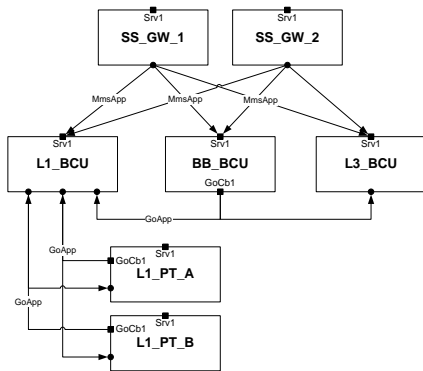 Srv1
SS_GW_1
Srv1
SS_GW_2
MmsApp
MmsApp
MmsApp
Srv1
L1_BCU
Srv1
BB_BCU
GoCb1
Srv1
L3_BCU
GoApp
GoApp
GoApp
Srv1
GoCb1
L1_PT_A
Srv1
GoCb1
L1_PT_B